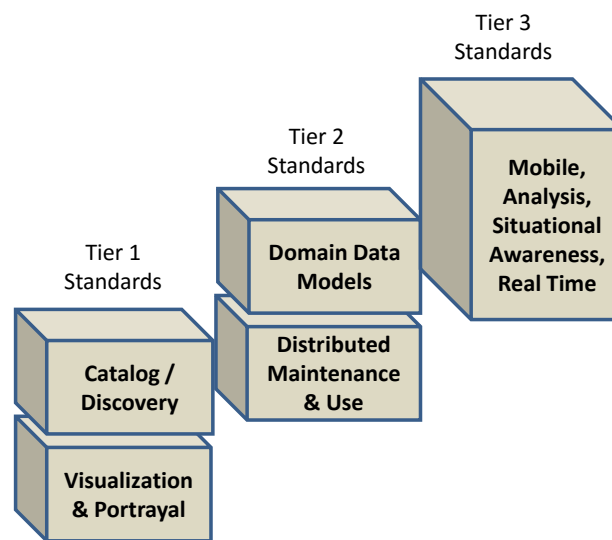 Tier 1
Standards
Catalog /
Discovery
Visualization
& Portrayal
Tier 2
Standards
Domain Data
Models
Distributed
Maintenance
& Use
Tier 3
Standards
Mobile,
Analysis,
Situational
Awareness,
Real Time